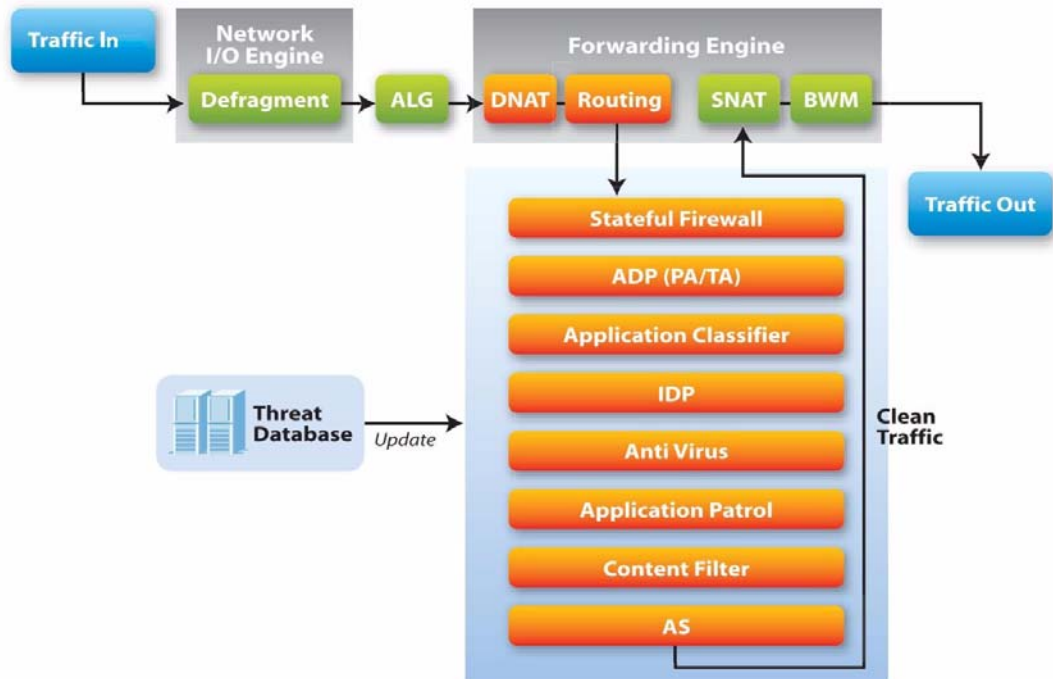 Traffic In
Network
I/O Engine
Defragment
ALG
Forwarding Engine
DNAT
Routing
SNAT
BWM
Traffic Out
Stateful Firewall
ADP (PA/TA)
Application Classifier
IDP
Anti Virus
Application Patrol
Content Filter
AS
Threat
Database
Update
Clean
Traffic